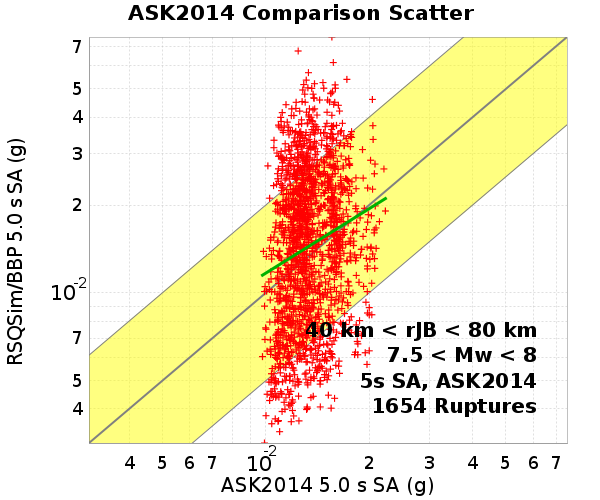 ASK2014 Comparison Scatter
RSQSim/BBP 5.0 s SA (g)
7
5
4
3
2
10-2
7
5
4
40 km < rJB < 80 km
7.5 < Mw < 8
5s SA, ASK2014
1654 Ruptures
4 5 6 7 10-2 2 3 4 5 6 7
ASK2014 5.0 s SA (g)